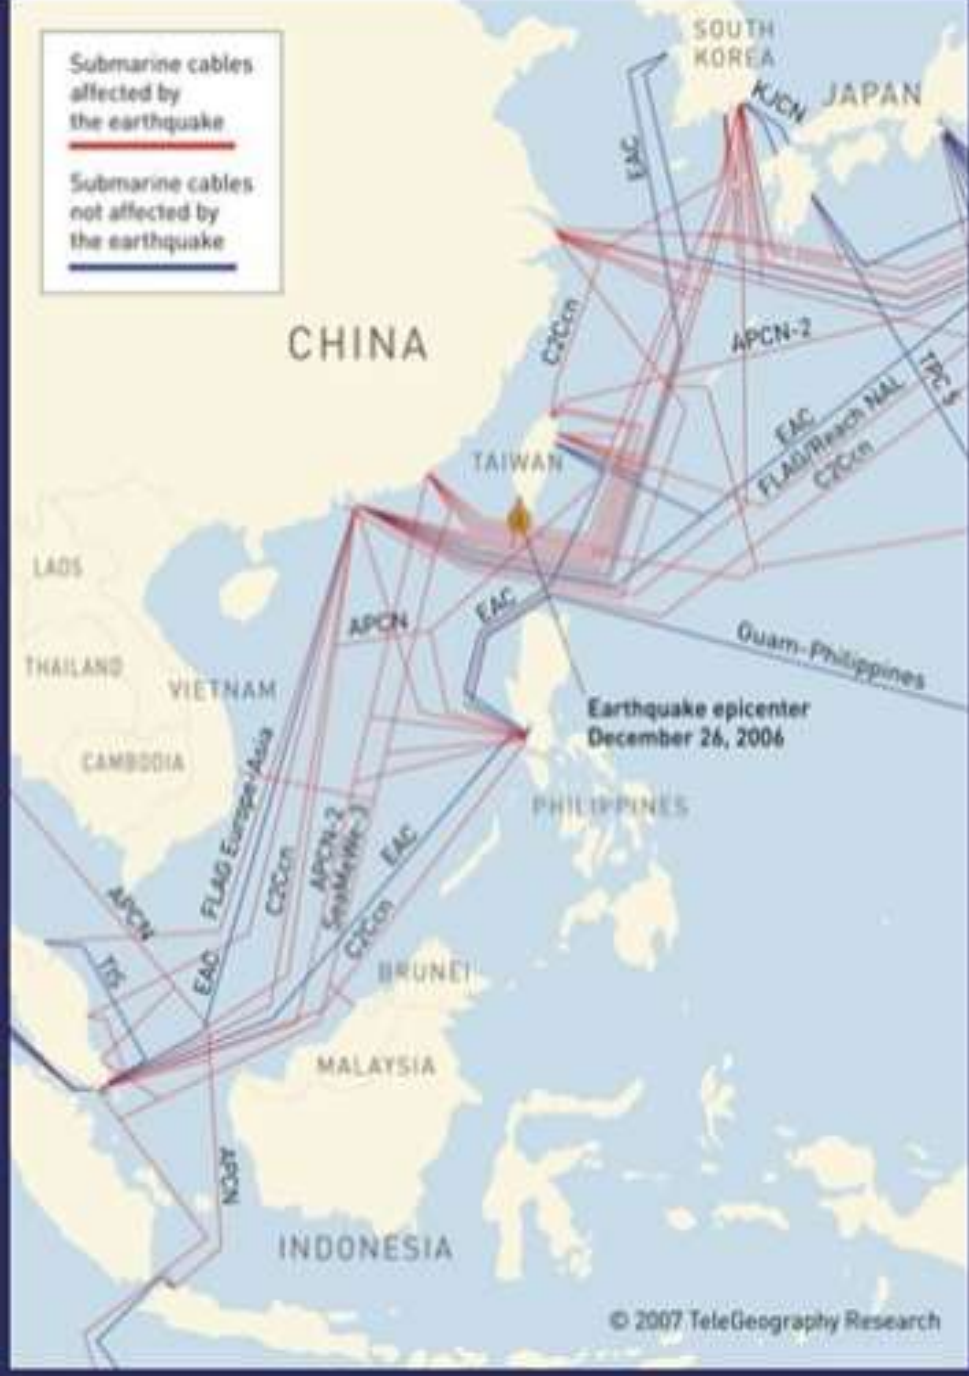 Submarine cables
affected by
the earthquake
Submarine cables
not affected by
the earthquake
SOUTH
KOREA
KJCN
JAPAN
EAC
CHINA
C2Ccn
APCN-2
TPC 5
EAC
FLAG/Reach NAL
C2Ccn
TAIWAN
LAOS
APCN
EAC
THAILAND
VIETNAM
Guam-Philippines
Earthquake epicenter
December 26, 2006
CAMBODIA
PHILIPPINES
FLAG Europe/Asia
C2Ccn
APCN-2
SeaMeWe-3
EAC
C2Ccn
APCN
TIS
EAC
BRUNEI
MALAYSIA
APCN
INDONESIA
© 2007 TeleGeography Research